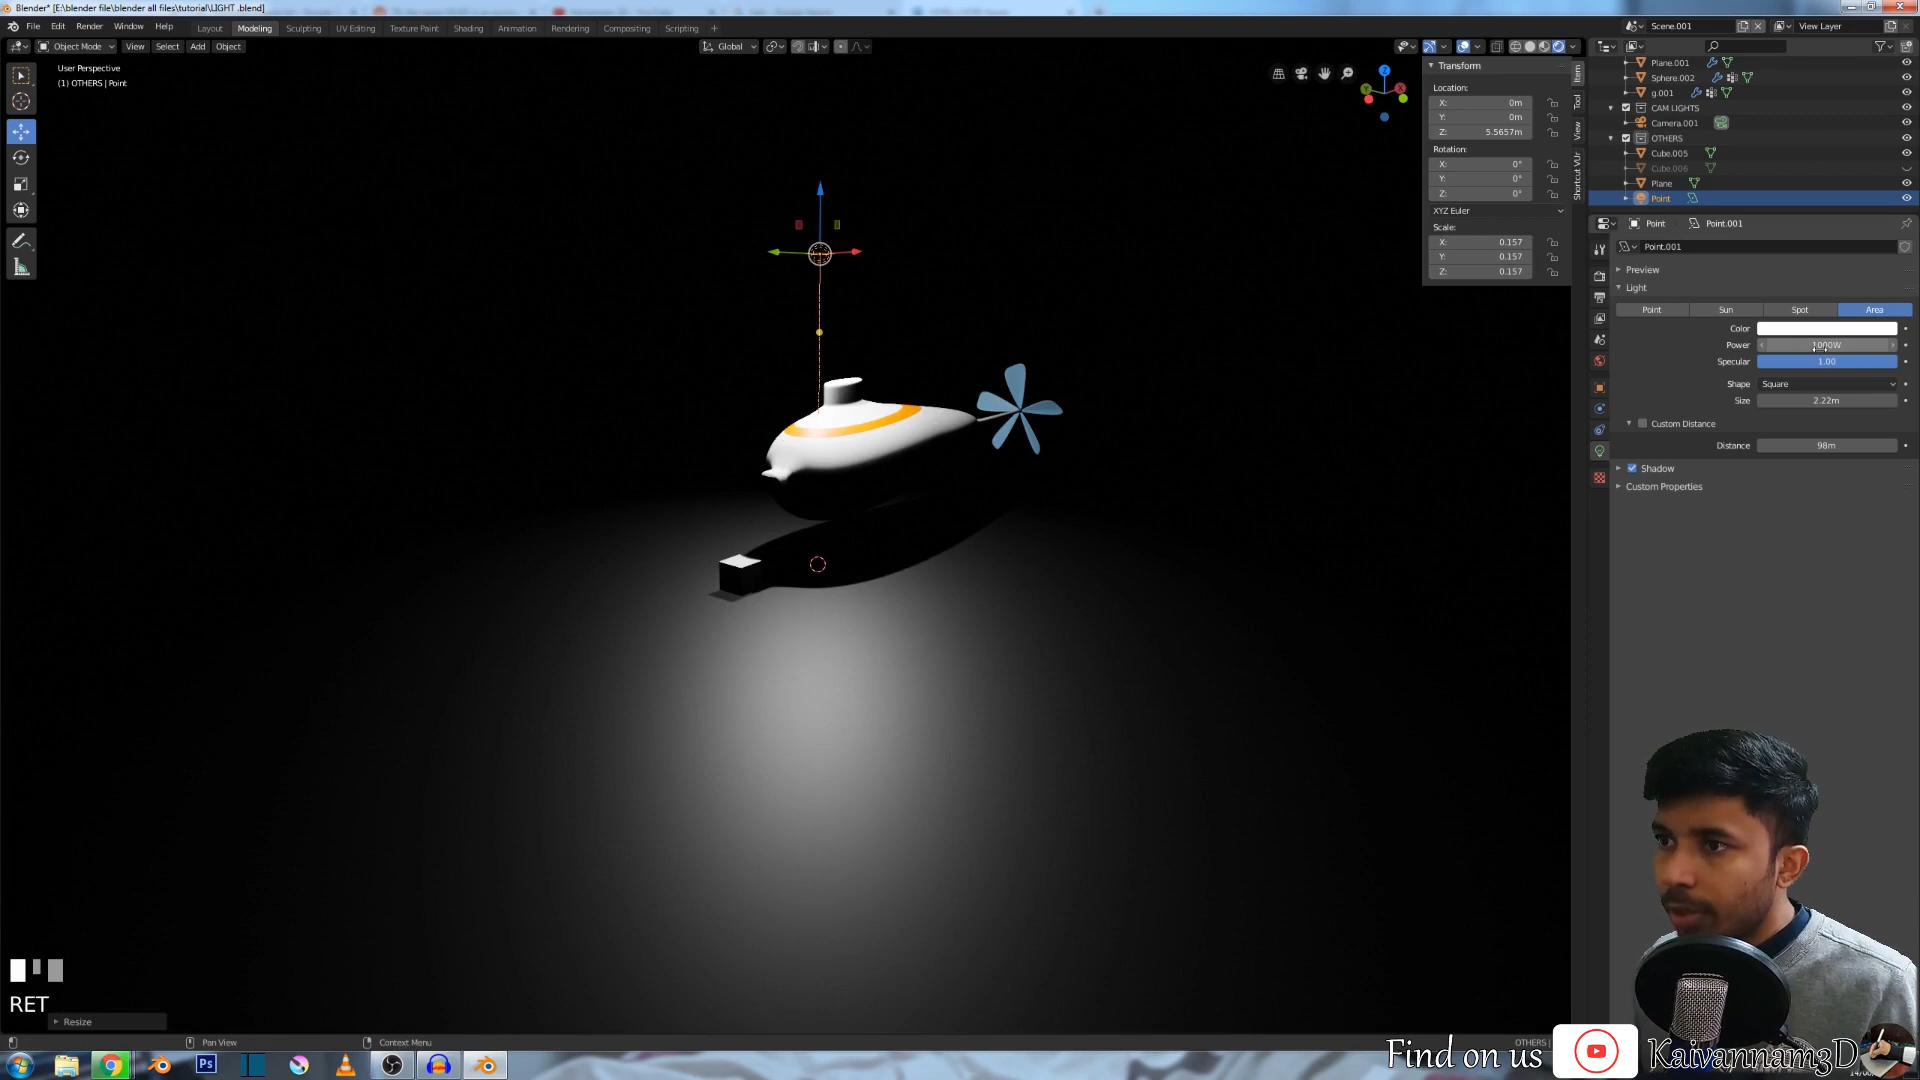 Blender* [E:\blender file\blender all files\tutorial\LIGHT .blend]
File Edit Render Window Help Layout Modeling Sculpting UV Editing Texture Paint Shading Animation Rendering Compositing Scripting + Scene.001 View Layer
Object Mode View Select Add Object Global
User Perspective
(1) OTHERS | Point
Transform
Location:
X: 0m
Y: 0m
Z: 5.5657m
Rotation:
X: 0°
Y: 0°
Z: 0°
XYZ Euler
Scale:
X: 0.157
Y: 0.157
Z: 0.157
Item
Tool
View
Shortcut VUr
Plane.001
Sphere.002
g.001
CAM LIGHTS
Camera.001
OTHERS
Cube.005
Cube.006
Plane
Point
Point Point.001
Point.001
Preview
Light
Point Sun Spot Area
Color
Power 1000W
Specular 1.00
Shape Square
Size 2.22m
Custom Distance
Distance 98m
Shadow
Custom Properties
RET
Resize
Pan View Context Menu OTHERS |
Ps
Find on us Kaivannam3D